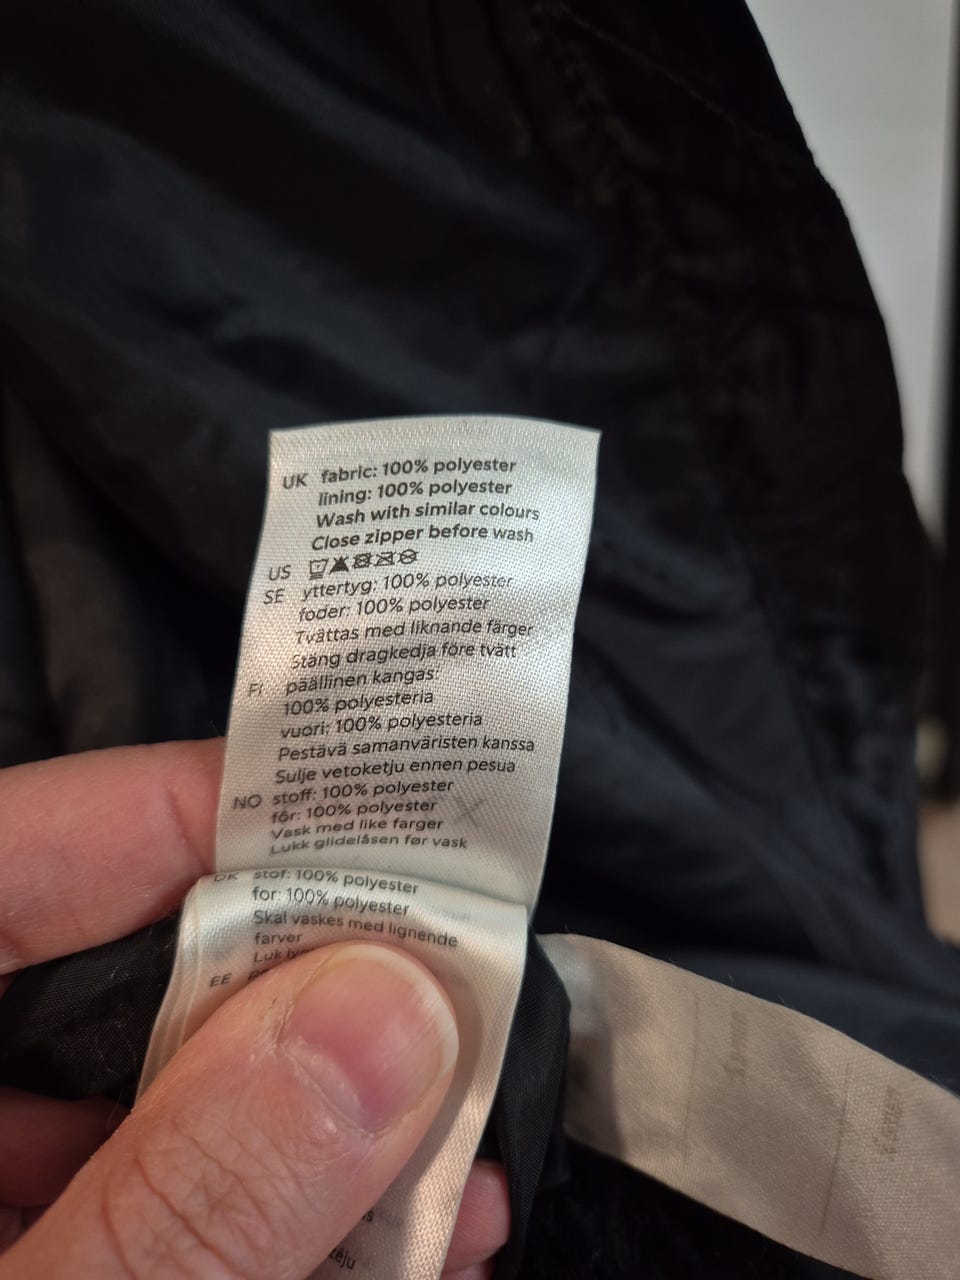 UK fabric: 100% polyester
lining: 100% polyester
Wash with similar colours
Close zipper before wash
US
SE yttertyg: 100% polyester
foder: 100% polyester
Tvättas med liknande färger
Stäng dragkedja före tvätt
FI päällinen kangas:
100% polyesteria
vuori: 100% polyesteria
Pestävä samanväristen kanssa
Sulje vetoketju ennen pesua
NO stoff: 100% polyester
fôr: 100% polyester
Vask med like farger
Lukk glidelåsen før vask
DK stof: 100% polyester
for: 100% polyester
Skal vaskes med lignende
farver
Luk
EE